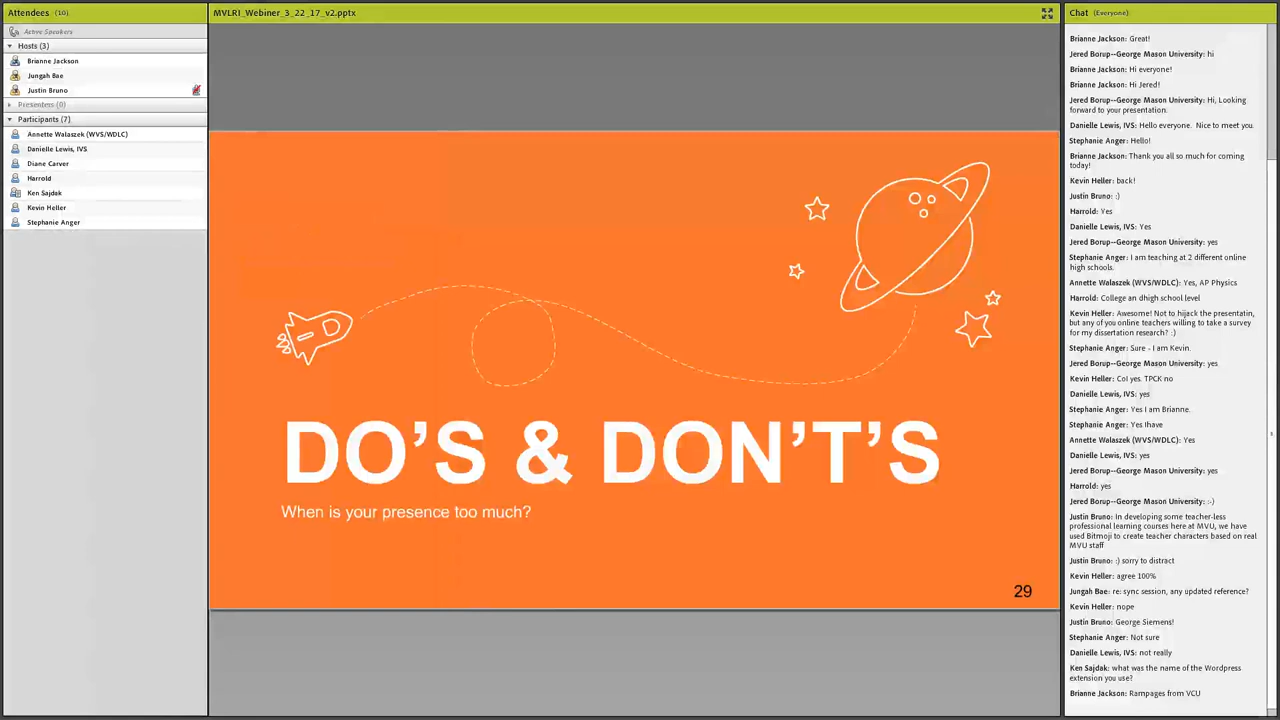 Attendees (10)
Active Speakers
Hosts (3)
Brianne Jackson
Jungah Bae
Justin Bruno
Presenters (0)
Participants (7)
Annette Walaszek (WVS/WDLC)
Danielle Lewis, IVS
Diane Carver
Harrold
Ken Sajdak
Kevin Heller
Stephanie Anger
MVLRI_Webiner_3_22_17_v2.pptx
DO’S & DON’T’S
When is your presence too much?
29
Chat (Everyone)
Brianne Jackson: Great!
Jered Borup--George Mason University: hi
Brianne Jackson: Hi everyone!
Brianne Jackson: Hi Jered!
Jered Borup--George Mason University: Hi, Looking
forward to your presentation.
Danielle Lewis, IVS: Hello everyone. Nice to meet you.
Stephanie Anger: Hello!
Brianne Jackson: Thank you all so much for coming
today!
Kevin Heller: back!
Justin Bruno: :)
Harrold: Yes
Danielle Lewis, IVS: Yes
Jered Borup--George Mason University: yes
Stephanie Anger: I am teaching at 2 different online
high schools.
Annette Walaszek (WVS/WDLC): Yes, AP Physics
Harrold: College an dhigh school level
Kevin Heller: Awesome! Not to hijack the presentatin,
but any of you online teachers willing to take a survey
for my dissertation research? :)
Stephanie Anger: Sure - I am Kevin.
Jered Borup--George Mason University: yes
Kevin Heller: CoI yes. TPCK no
Danielle Lewis, IVS: yes
Stephanie Anger: Yes I am Brianne.
Stephanie Anger: Yes Ihave
Annette Walaszek (WVS/WDLC): Yes
Danielle Lewis, IVS: yes
Jered Borup--George Mason University: yes
Harrold: yes
Jered Borup--George Mason University: :-)
Justin Bruno: In developing some teacher-less
professional learning courses here at MVU, we have
used Bitmoji to create teacher characters based on real
MVU staff
Justin Bruno: :) sorry to distract
Kevin Heller: agree 100%
Jungah Bae: re: sync session, any updated reference?
Kevin Heller: nope
Justin Bruno: George Siemens!
Stephanie Anger: Not sure
Danielle Lewis, IVS: not really
Ken Sajdak: what was the name of the Wordpress
extension you use?
Brianne Jackson: Rampages from VCU